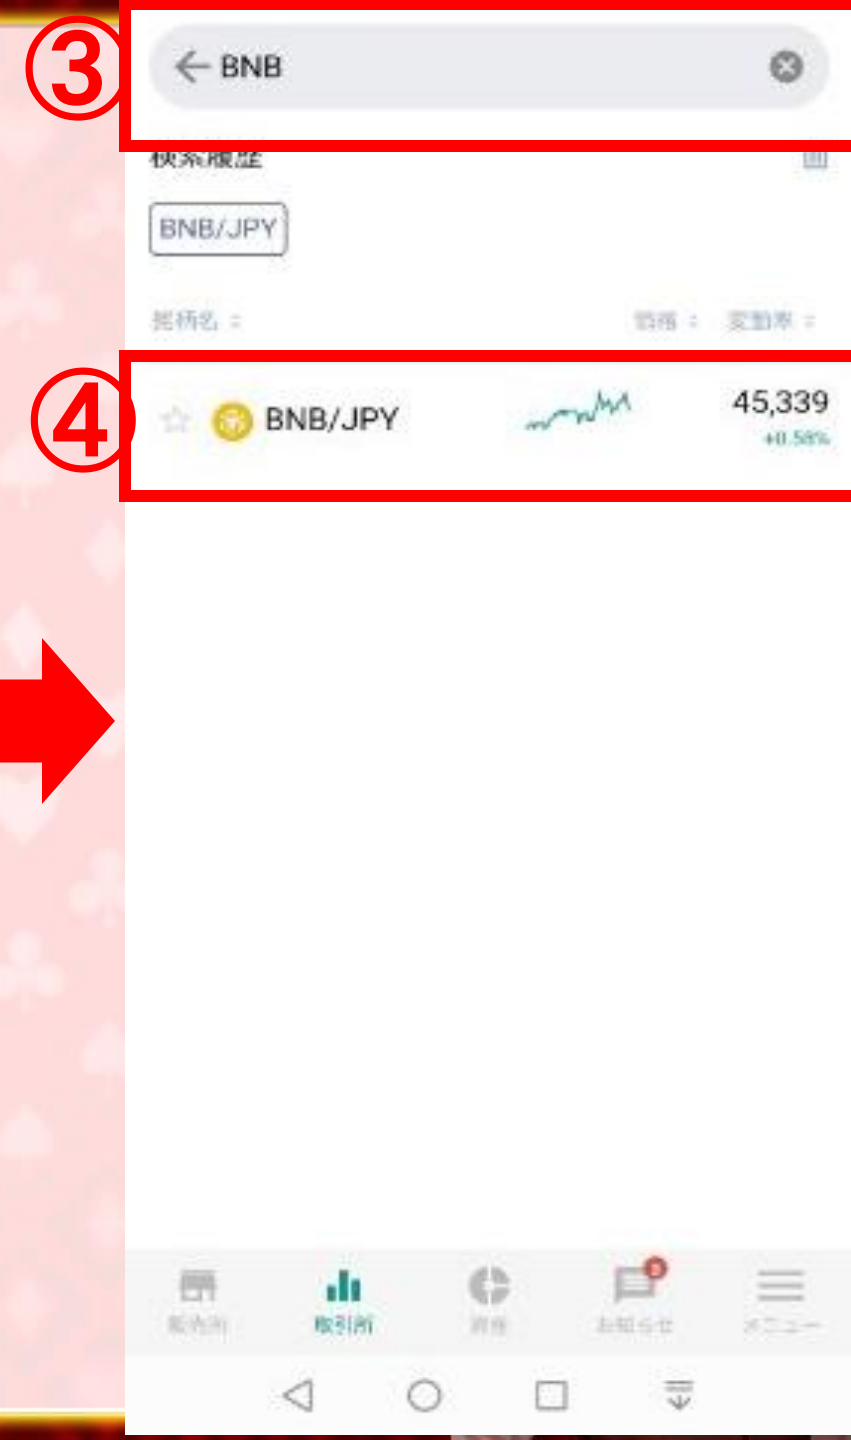 ③
BNB
検索履歴
BNB/JPY
銘柄名
価格 変動率
④
BNB/JPY
45,339
+0.58%
販売所 取引所 資産 お知らせ メニュー